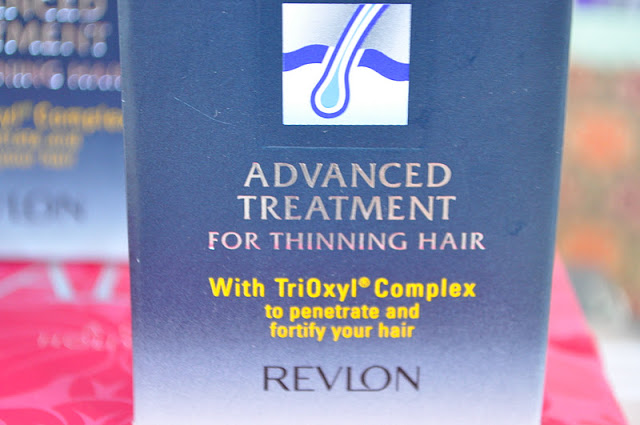 ADVANCED
TREATMENT
FOR THINNING HAIR
With TriOxyl® Complex
to penetrate and
fortify your hair
REVLON